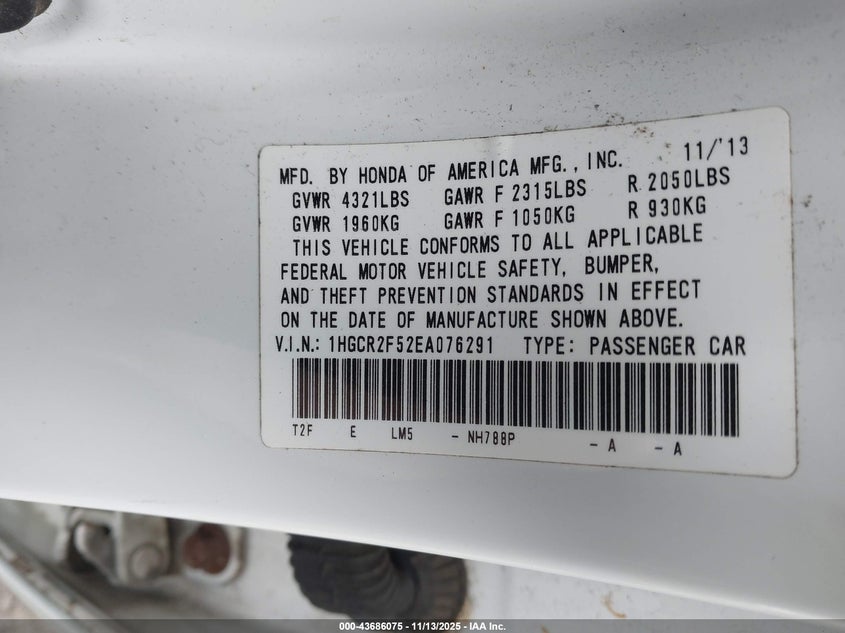 MFD. BY HONDA OF AMERICA MFG., INC. 11/'13
GVWR 4321LBS GAWR F 2315LBS R 2050LBS
GVWR 1960KG GAWR F 1050KG R 930KG
THIS VEHICLE CONFORMS TO ALL APPLICABLE
FEDERAL MOTOR VEHICLE SAFETY, BUMPER,
AND THEFT PREVENTION STANDARDS IN EFFECT
ON THE DATE OF MANUFACTURE SHOWN ABOVE.
V.I.N.: 1HGCR2F52EA076291 TYPE: PASSENGER CAR
T2F E LM5 - NH788P - A - A
000-43686075 - 11/13/2025 - IAA Inc.